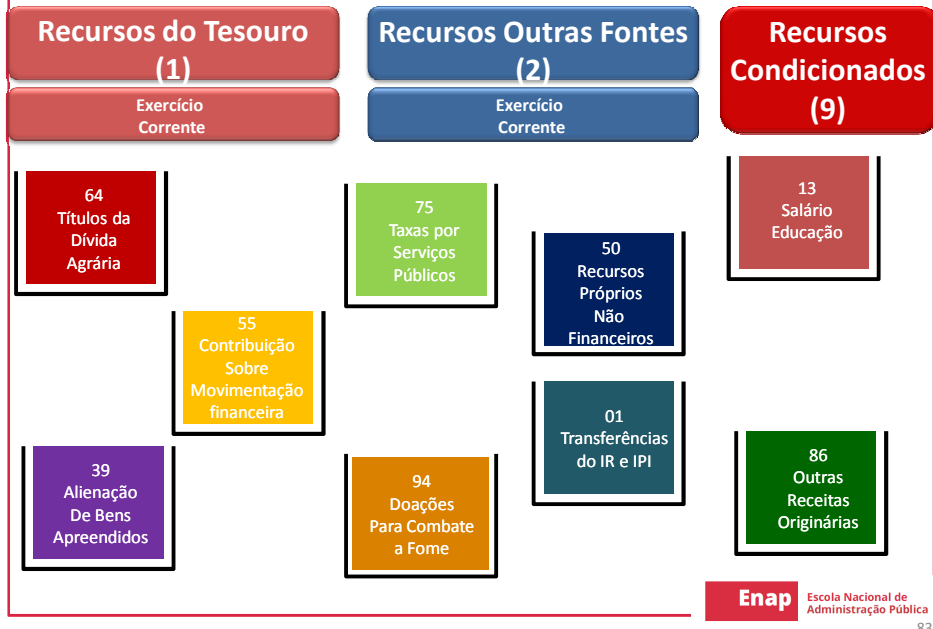 Recursos do Tesouro
(1)
Exercício
Corrente
Recursos Outras Fontes
(2)
Exercício
Corrente
Recursos
Condicionados
(9)
64
Títulos da
Dívida
Agrária
55
Contribuição
Sobre
Movimentação
financeira
39
Alienação
De Bens
Apreendidos
75
Taxas por
Serviços
Públicos
50
Recursos
Próprios
Não
Financeiros
01
Transferências
do IR e IPI
94
Doações
Para Combate
a Fome
13
Salário
Educação
86
Outras
Receitas
Originárias
Enap
Escola Nacional de
Administração Pública
83